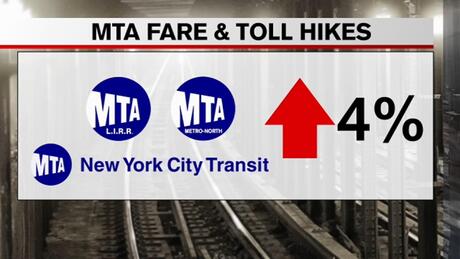 MTA FARE & TOLL HIKES
MTA
L.I.R.R.
MTA
METRO-NORTH
4%
MTA New York City Transit